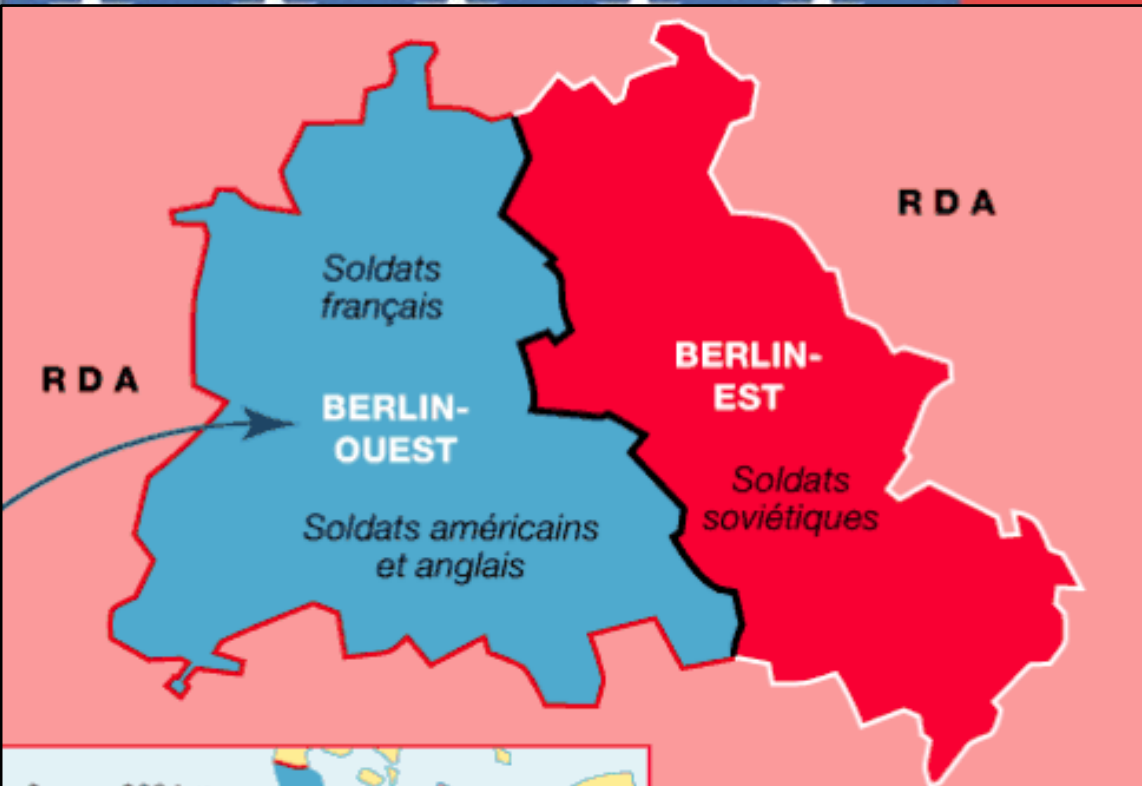 RDA
Soldats
français
BERLIN-
EST
RDA
BERLIN-
OUEST
Soldats
soviétiques
Soldats américains
et anglais